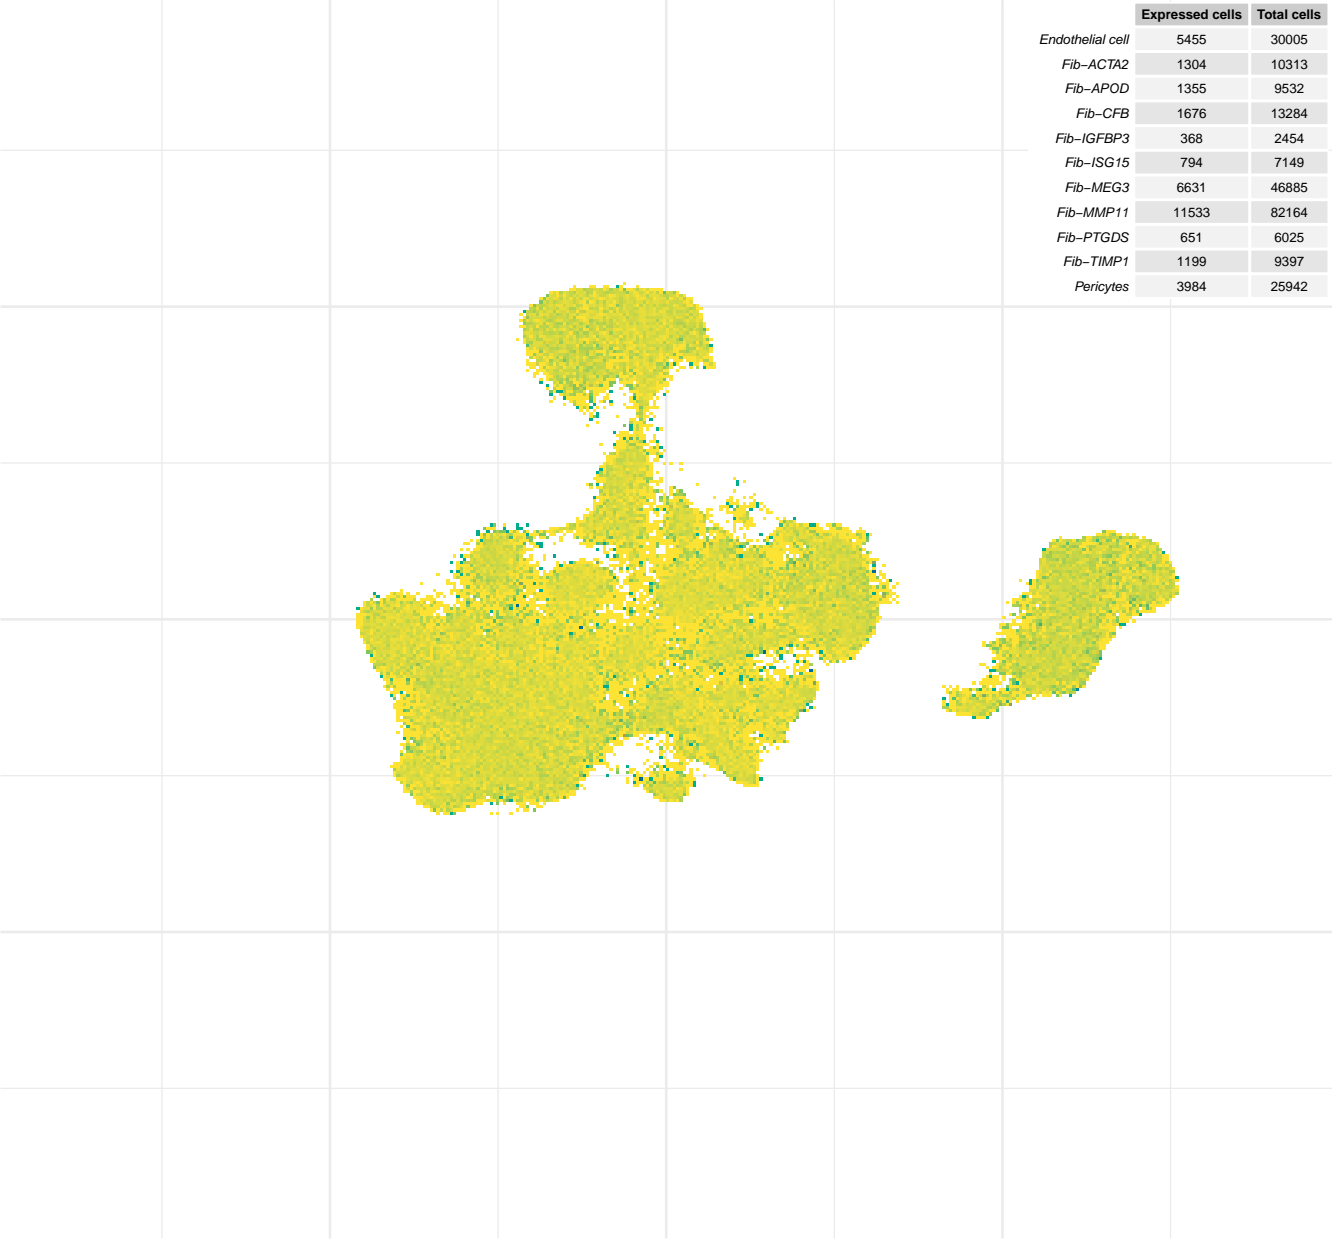 Expressed cells Total cells
Endothelial cell 5455 30005
Fib−ACTA2 1304 10313
Fib−APOD 1355 9532
Fib−CFB 1676 13284
Fib−IGFBP3 368 2454
Fib−ISG15 794 7149
Fib−MEG3 6631 46885
Fib−MMP11 11533 82164
Fib−PTGDS 651 6025
Fib−TIMP1 1199 9397
Pericytes 3984 25942